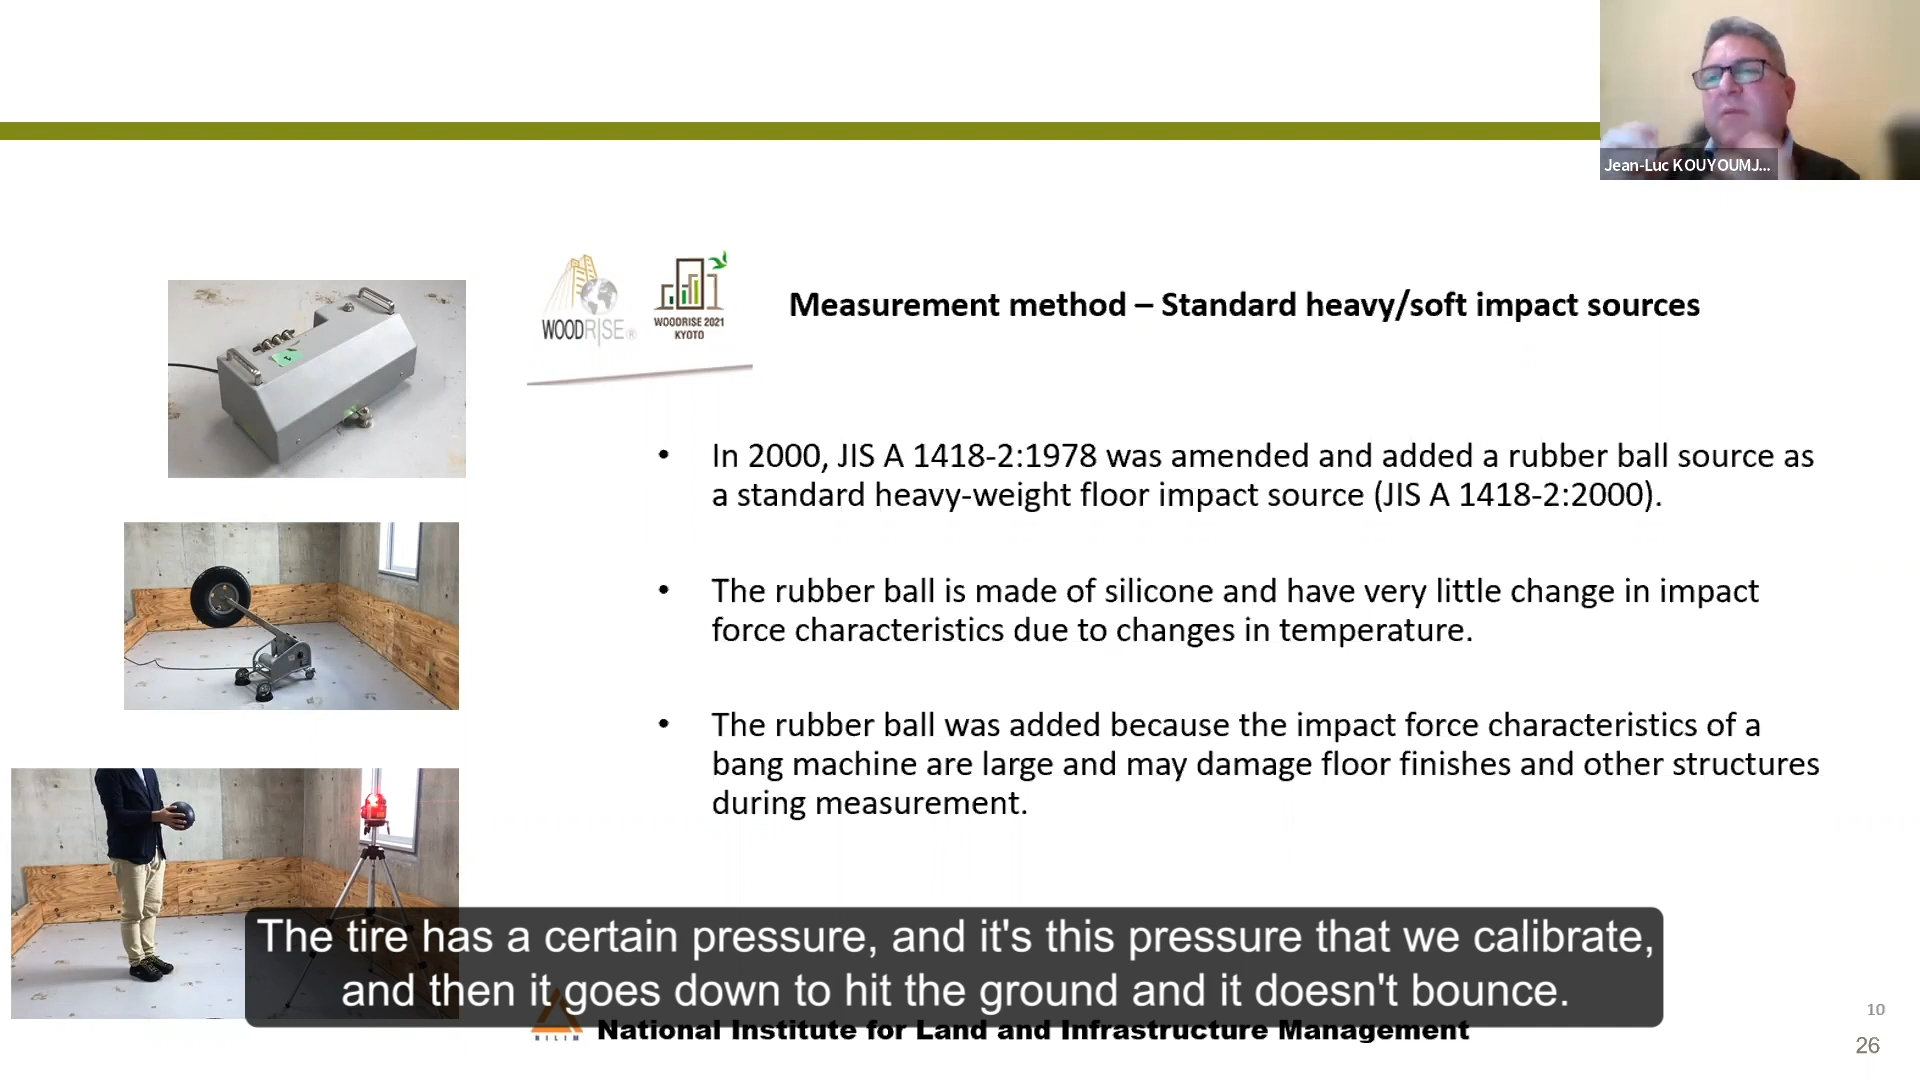 Jean-Luc KOUYOUMJ...
WOODRISE®
WOODRISE 2021
KYOTO
Measurement method – Standard heavy/soft impact sources
• In 2000, JIS A 1418-2:1978 was amended and added a rubber ball source as
a standard heavy-weight floor impact source (JIS A 1418-2:2000).
• The rubber ball is made of silicone and have very little change in impact
force characteristics due to changes in temperature.
• The rubber ball was added because the impact force characteristics of a
bang machine are large and may damage floor finishes and other structures
during measurement.
The tire has a certain pressure, and it's this pressure that we calibrate,
and then it goes down to hit the ground and it doesn't bounce.
NILIM
National Institute for Land and Infrastructure Management
10
26